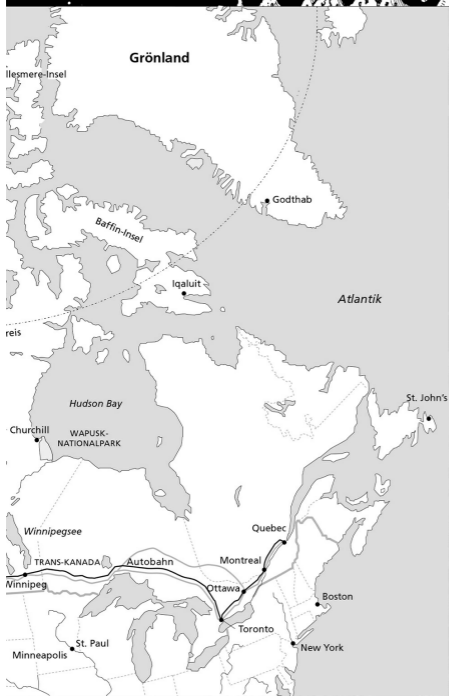 Grönland
llesmere-Insel
Godthab
Baffin-Insel
Iqaluit
Atlantik
reis
St. John's
Hudson Bay
Churchill
WAPUSK-
NATIONALPARK
Winnipegsee
Quebec
TRANS-KANADA
Autobahn
Montreal
Winnipeg
Ottawa
Boston
Toronto
St. Paul
New York
Minneapolis